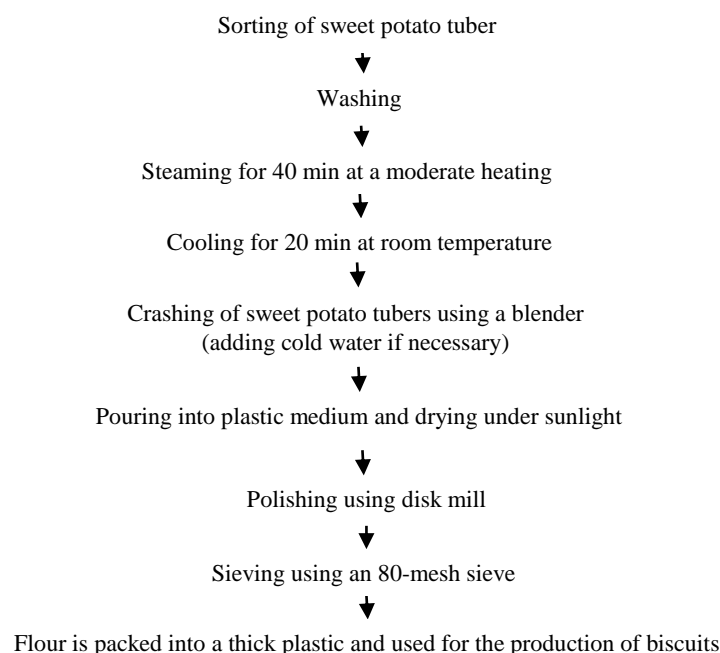 Sorting of sweet potato tuber
Washing
Steaming for 40 min at a moderate heating
Cooling for 20 min at room temperature
Crashing of sweet potato tubers using a blender
(adding cold water if necessary)
Pouring into plastic medium and drying under sunlight
Polishing using disk mill
Sieving using an 80-mesh sieve
Flour is packed into a thick plastic and used for the production of biscuits